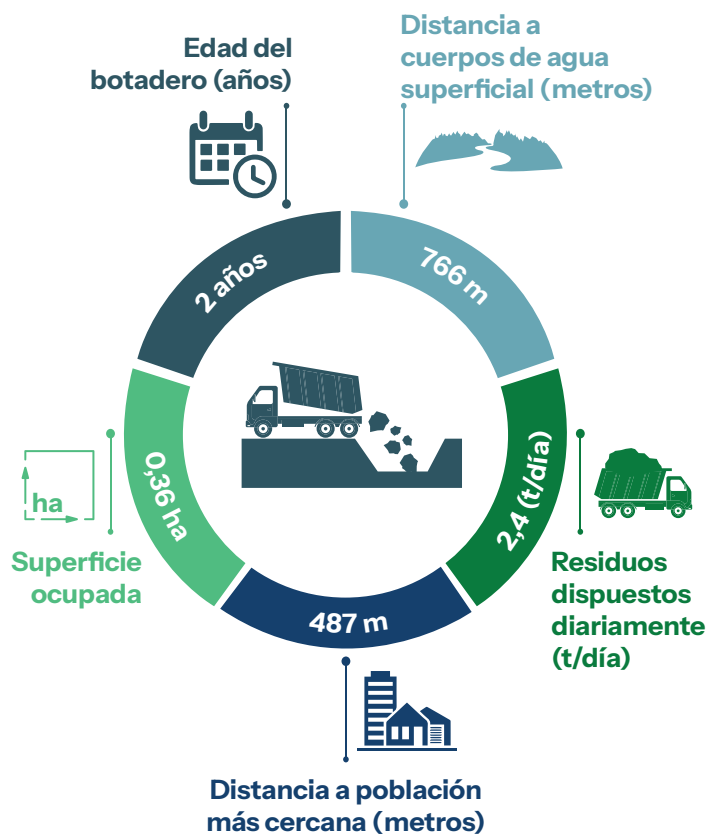 Edad del
botadero (años)
Distancia a
cuerpos de agua
superficial (metros)
2 años
766 m
0,36 ha
2,4 (t/día)
487 m
ha
Superficie
ocupada
Residuos
dispuestos
diariamente
(t/día)
Distancia a población
más cercana (metros)